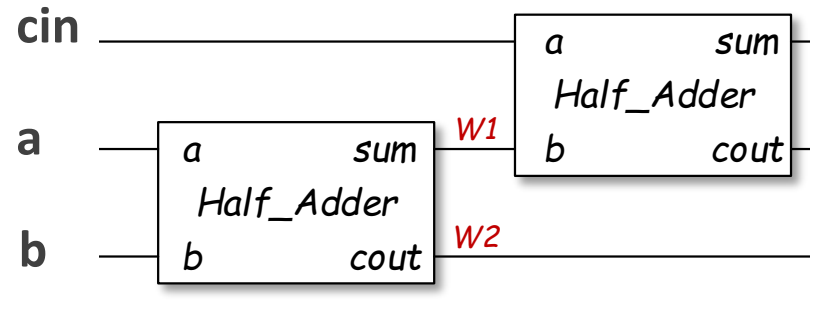 cin
a sum
Half_Adder
b cout
a
W1
a sum
Half_Adder
b cout
b
W2